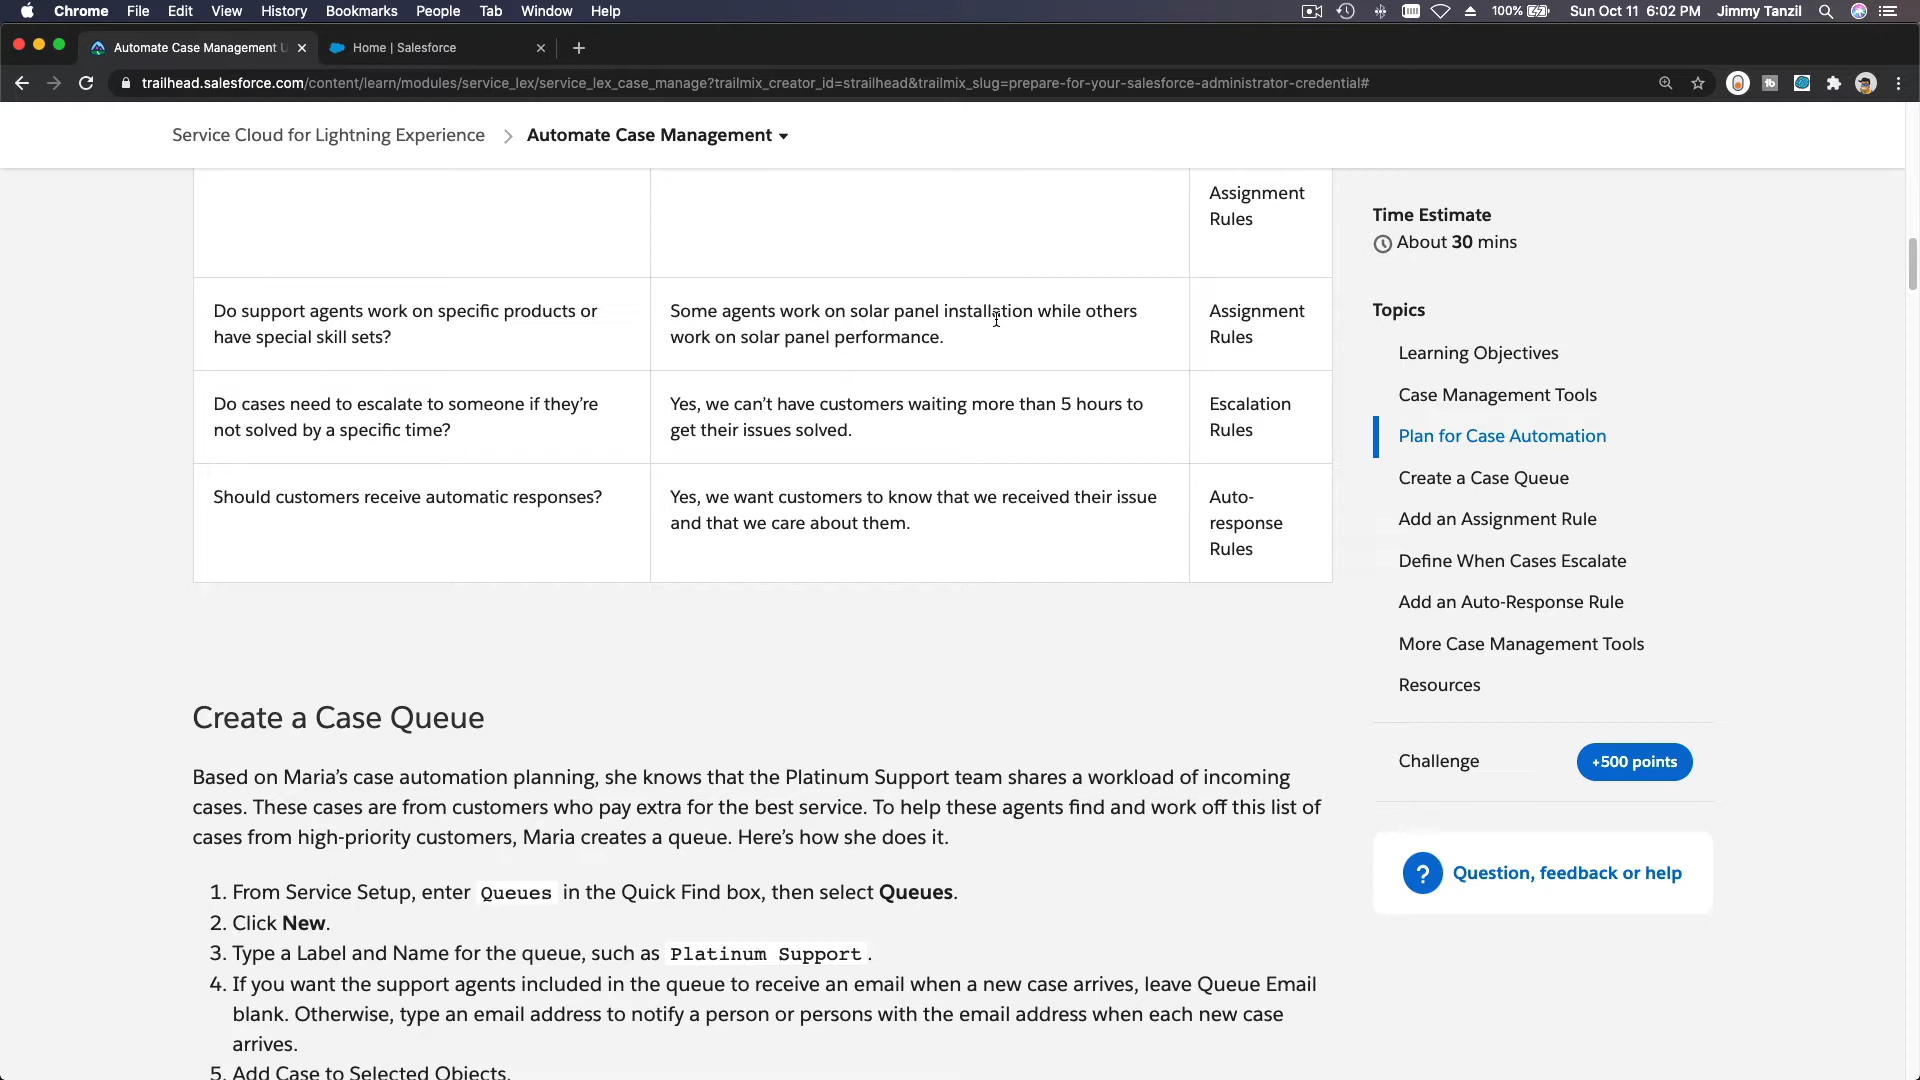 Chrome File Edit View History Bookmarks People Tab Window Help 100% Sun Oct 11 6:02 PM Jimmy Tanzil
Automate Case Management U Home | Salesforce
trailhead.salesforce.com/content/learn/modules/service_lex/service_lex_case_manage?trailmix_creator_id=strailhead&trailmix_slug=prepare-for-your-salesforce-administrator-credential#
Service Cloud for Lightning Experience > Automate Case Management
Assignment
Rules
Do support agents work on specific products or
have special skill sets?
Some agents work on solar panel installation while others
work on solar panel performance.
Assignment
Rules
Do cases need to escalate to someone if they’re
not solved by a specific time?
Yes, we can’t have customers waiting more than 5 hours to
get their issues solved.
Escalation
Rules
Should customers receive automatic responses?
Yes, we want customers to know that we received their issue
and that we care about them.
Auto-
response
Rules
Create a Case Queue
Based on Maria’s case automation planning, she knows that the Platinum Support team shares a workload of incoming
cases. These cases are from customers who pay extra for the best service. To help these agents find and work off this list of
cases from high-priority customers, Maria creates a queue. Here’s how she does it.
1. From Service Setup, enter Queues in the Quick Find box, then select Queues.
2. Click New.
3. Type a Label and Name for the queue, such as Platinum Support.
4. If you want the support agents included in the queue to receive an email when a new case arrives, leave Queue Email
blank. Otherwise, type an email address to notify a person or persons with the email address when each new case
arrives.
5. Add Case to Selected Objects.
Time Estimate
About 30 mins
Topics
Learning Objectives
Case Management Tools
Plan for Case Automation
Create a Case Queue
Add an Assignment Rule
Define When Cases Escalate
Add an Auto-Response Rule
More Case Management Tools
Resources
Challenge +500 points
? Question, feedback or help